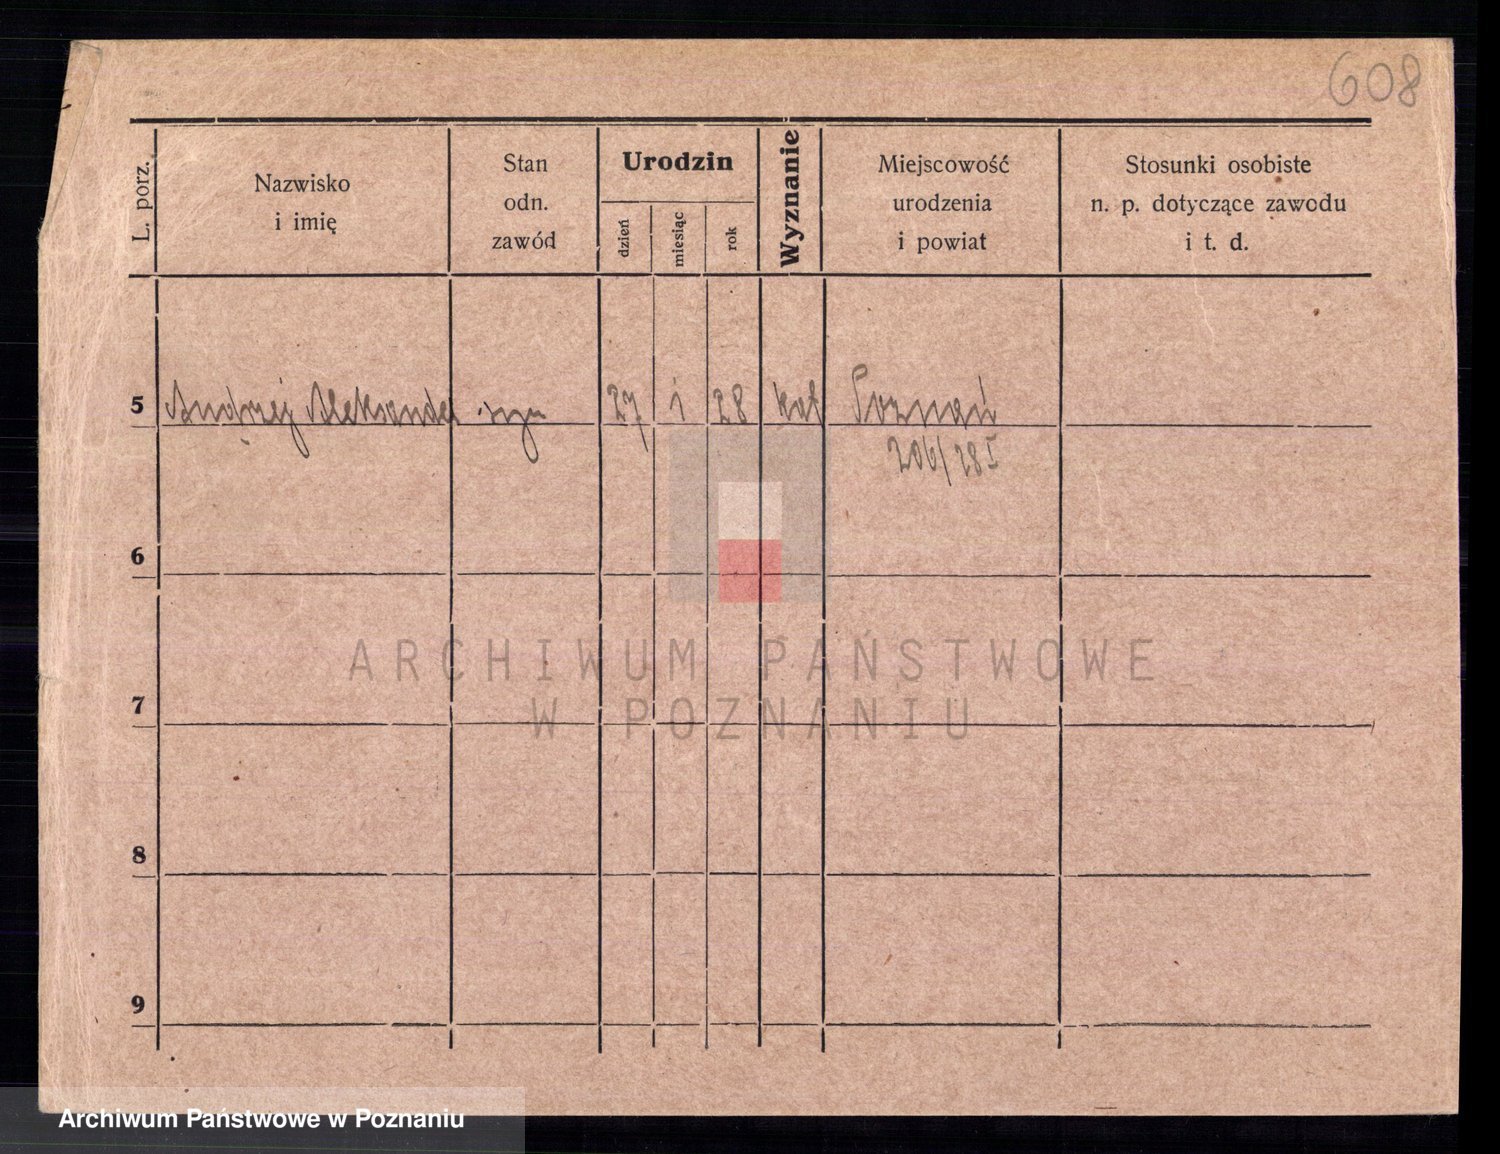 608
L. porz.
Nazwisko
i imię
Stan
odn.
zawód
Urodzin
dzień
miesiąc
rok
Wyznanie
Miejscowość
urodzenia
i powiat
Stosunki osobiste
n. p. dotyczące zawodu
i t. d.
5 Andrzej Aleksander syn 27 1 28 kat Poznań
206/28 I
6
7
8
9
ARCHIWUM PAŃSTWOWE
W POZNANIU
Archiwum Państwowe w Poznaniu